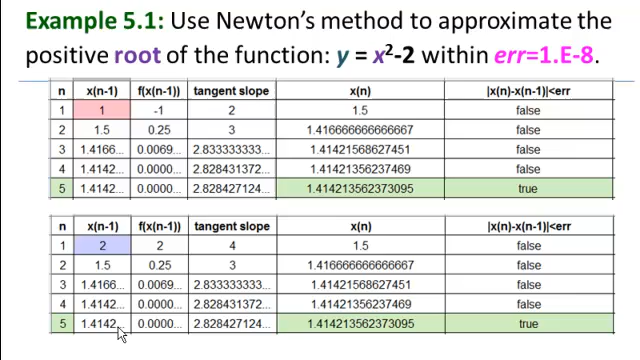 Example 5.1: Use Newton's method to approximate the
positive root of the function: y = x²-2 within err=1.E-8.
n x(n-1) f(x(n-1)) tangent slope x(n) |x(n)-x(n-1)|<err
1 1 -1 2 1.5 false
2 1.5 0.25 3 1.416666666666667 false
3 1.4166... 0.0069... 2.833333333... 1.41421568627451 false
4 1.4142... 0.0000... 2.828431372... 1.41421356237469 false
5 1.4142... 0.0000... 2.828427124... 1.414213562373095 true
n x(n-1) f(x(n-1)) tangent slope x(n) |x(n)-x(n-1)|<err
1 2 2 4 1.5 false
2 1.5 0.25 3 1.416666666666667 false
3 1.4166... 0.0069... 2.833333333... 1.41421568627451 false
4 1.4142... 0.0000... 2.828431372... 1.41421356237469 false
5 1.4142... 0.0000... 2.828427124... 1.414213562373095 true